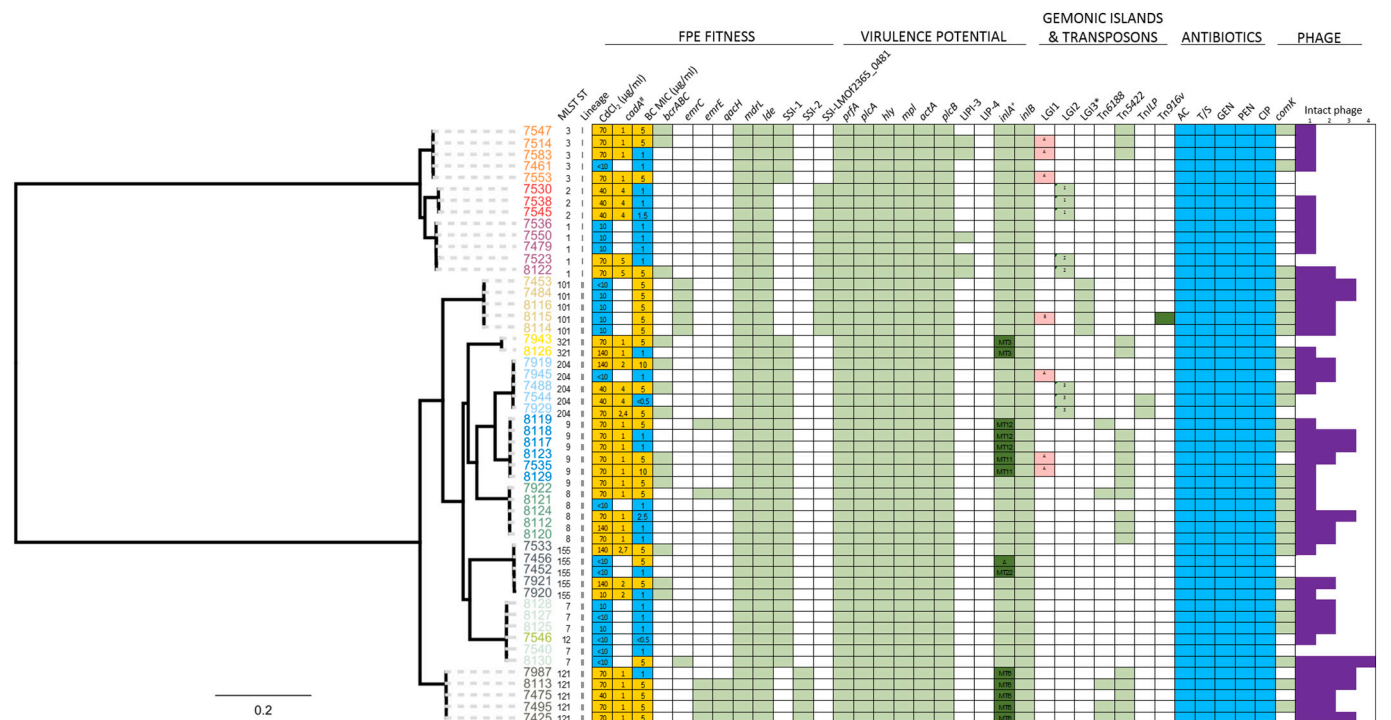 GEMONIC ISLANDS
FPE FITNESS VIRULENCE POTENTIAL & TRANSPOSONS ANTIBIOTICS PHAGE
MLST ST Lineage CdCl₂ (µg/ml) cadA# BC MIC (µg/ml) bcrABC emrC emrE qacH mdrL lde SSI-1 SSI-2 SSI-LMOf2365_0481 prfA plcA hly mpl actA plcB LIPI-3 LIP-4 inlA⁺ inlB LGI1 LGI2 LGI3* Tn6188 Tn5422 TnILP Tn916v AC T/S GEN PEN CIP comK Intact phage
1 2 3 4
7547 3 I 70 1 5
7514 3 I 70 1 5
7583 3 I 70 1 1
7461 3 I <10 1
7553 3 I 70 1 5
7530 2 I 40 4 1
7538 2 I 40 4 1
7545 2 I 40 4 1.5
7536 1 I 10 1
7550 1 I 10 1
7479 1 I 10 1
7523 1 I 70 5 1
8122 1 I 70 5 5
7453 101 II <10 5
7484 101 II 10 5
8116 101 II 10 5
8115 101 II 10 5
8114 101 II 10 5
7943 321 II 70 1 5 MT3
8126 321 II 140 1 1 MT3
7919 204 II 140 2 10
7945 204 II <10 1
7488 204 II 40 4 5
7544 204 II 40 4 <0.5
7929 204 II 70 2,4 5
8119 9 II 70 1 5 MT12
8118 9 II 70 1 1 MT12
8117 9 II 70 1 1 MT12
8123 9 II 70 1 5 MT11
7535 9 II 70 1 10 MT11
8129 9 II 70 1 5
7922 8 II 70 1 5
8121 8 II <10 1
8124 8 II 70 1 2.5
8112 8 II 140 1 1
8120 8 II 70 1 1
7533 155 II 140 2,7 5
7456 155 II <10 5
7452 155 II <10 1 MT22
7921 155 II 140 2 5
7920 155 II 10 2 1
8128 7 II 10 1
8127 7 II 10 1
8125 7 II 10 1
7546 12 II <10 <0.5
7540 7 II <10 1
8130 7 II <10 5
7987 121 II 70 1 1 MT6
8113 121 II 70 1 5 MT6
7475 121 II 40 1 5 MT6
7495 121 II 70 1 5 MT6
7425 121 II 70 1 5 MT6
0.2